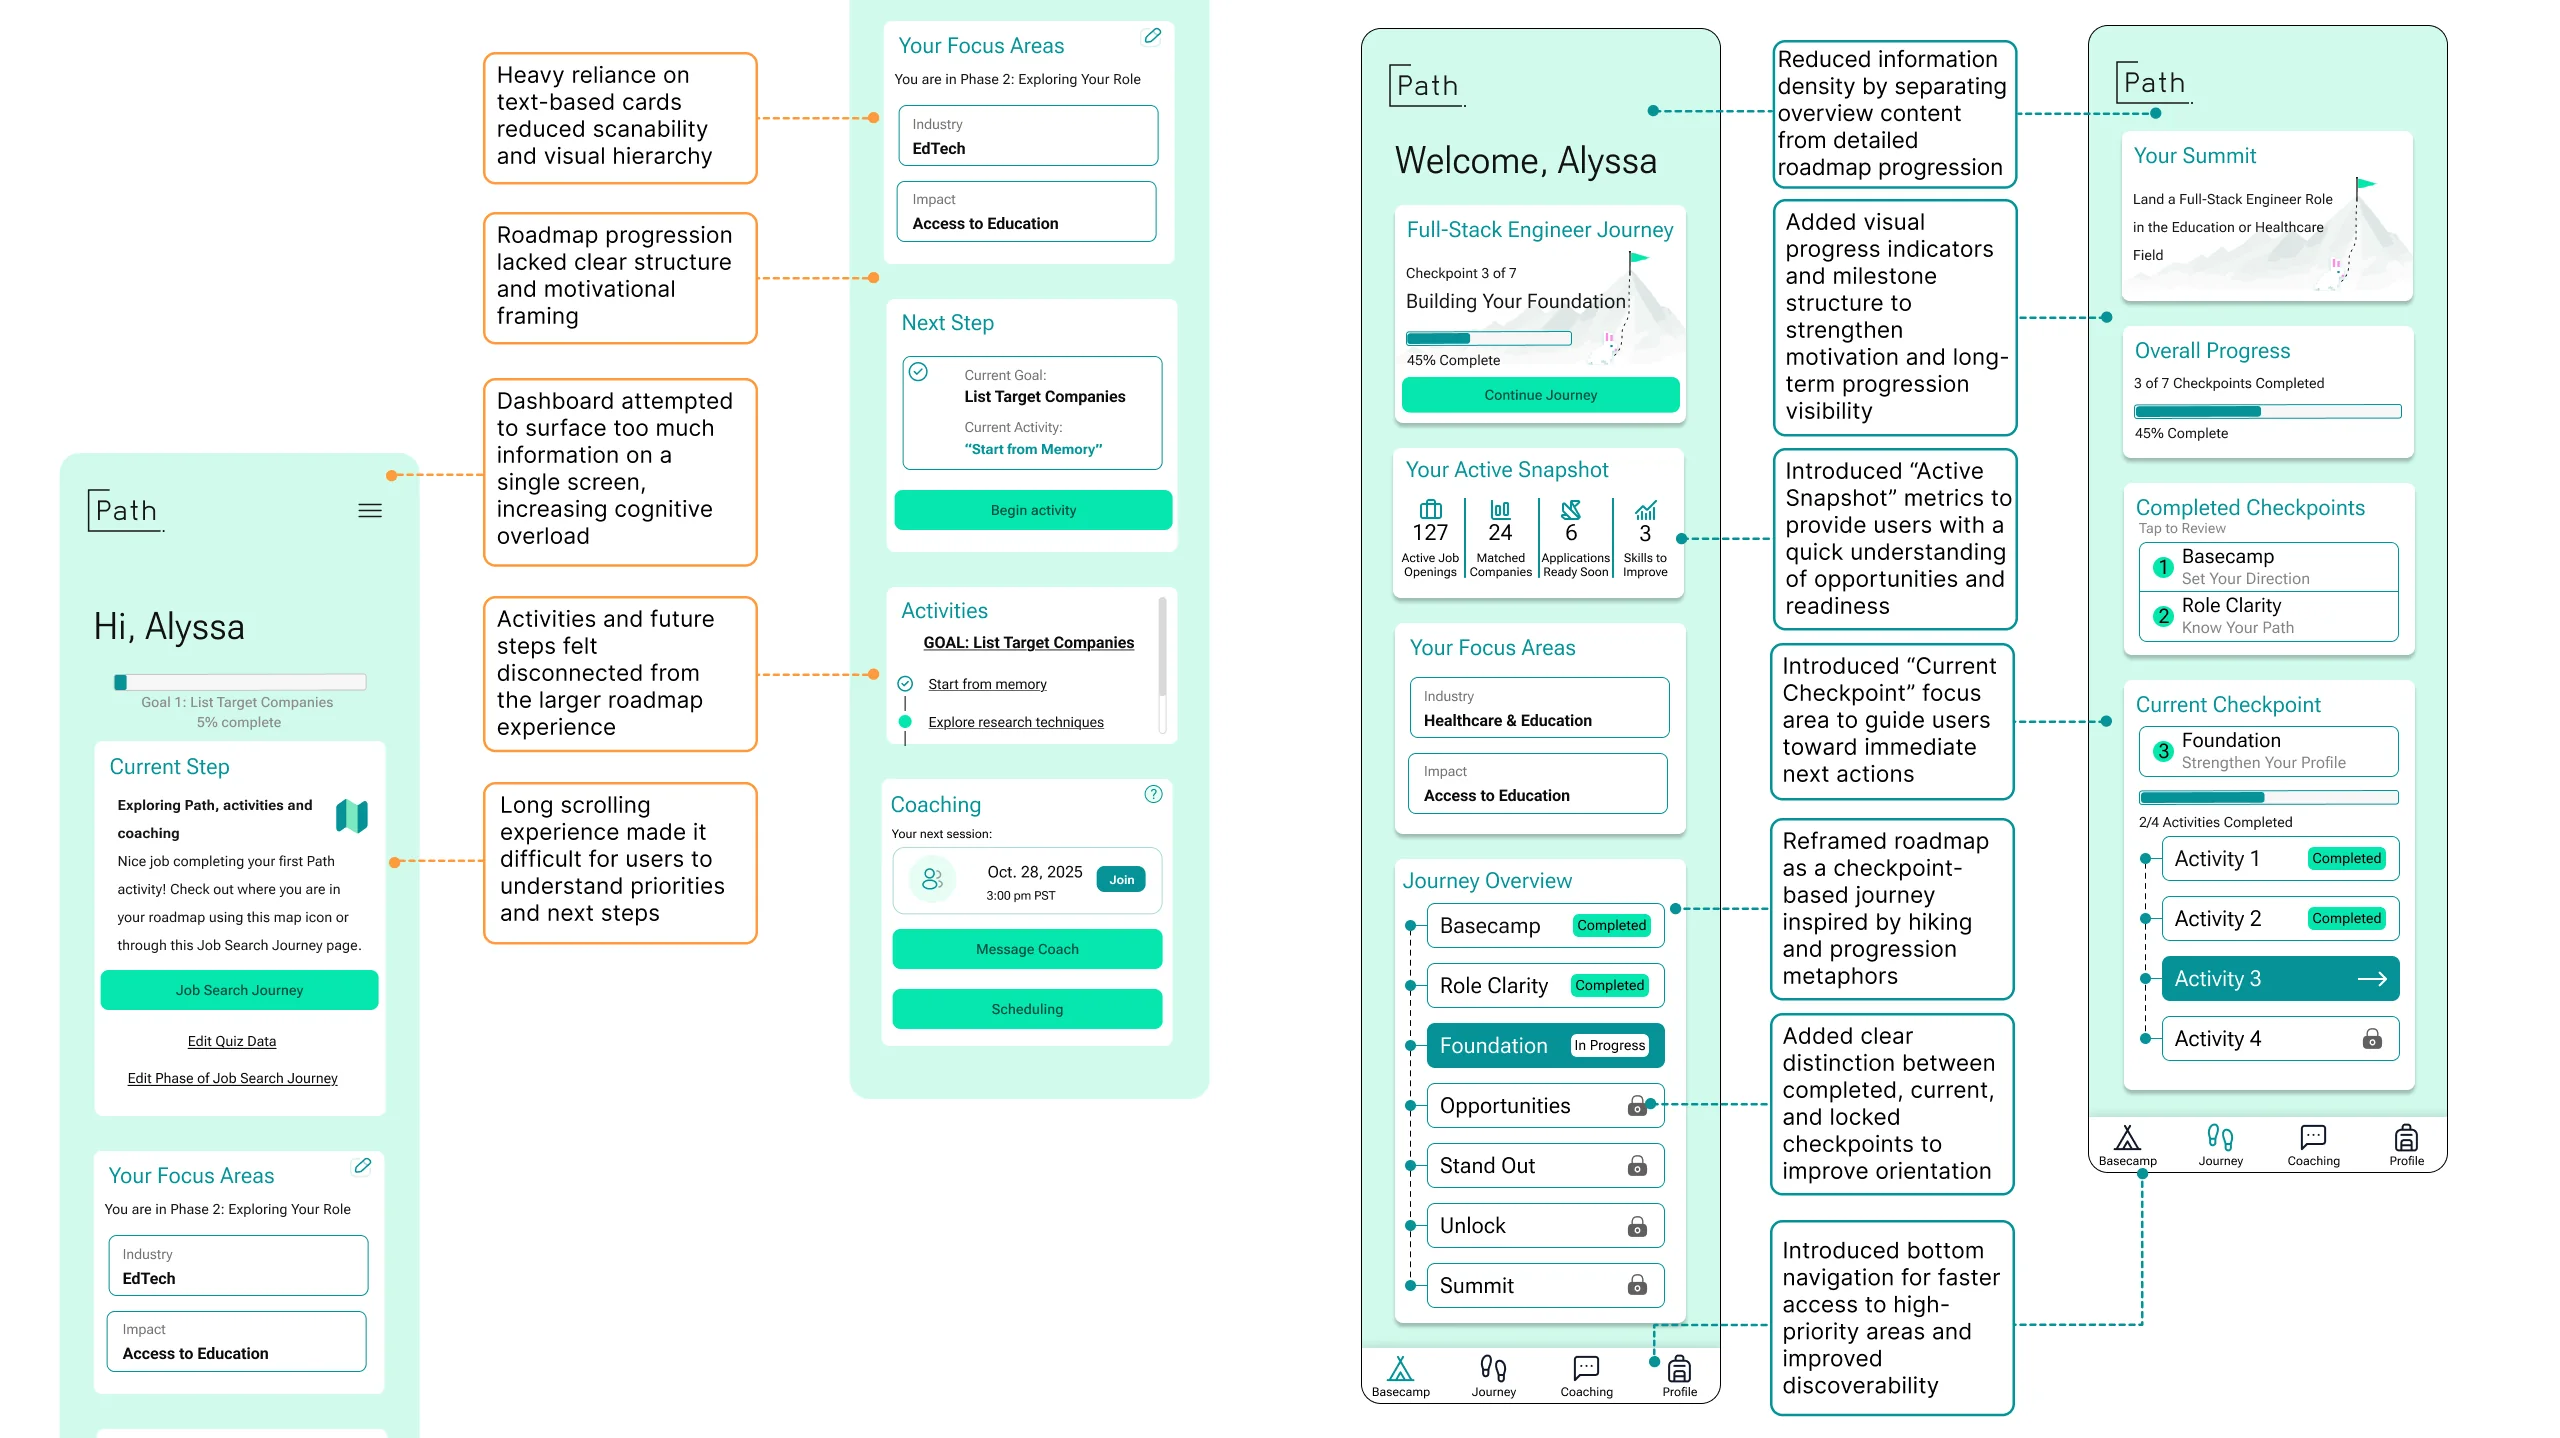 Path
Hi, Alyssa
Goal 1: List Target Companies
5% complete
Current Step
Exploring Path, activities and
coaching
Nice job completing your first Path
activity! Check out where you are in
your roadmap using this map icon or
through this Job Search Journey page.
Job Search Journey
Edit Quiz Data
Edit Phase of Job Search Journey
Your Focus Areas
You are in Phase 2: Exploring Your Role
Industry
EdTech
Impact
Access to Education
Heavy reliance on
text-based cards
reduced scanability
and visual hierarchy
Roadmap progression
lacked clear structure
and motivational
framing
Dashboard attempted
to surface too much
information on a
single screen,
increasing cognitive
overload
Activities and future
steps felt
disconnected from
the larger roadmap
experience
Long scrolling
experience made it
difficult for users to
understand priorities
and next steps
Your Focus Areas
You are in Phase 2: Exploring Your Role
Industry
EdTech
Impact
Access to Education
Next Step
Current Goal:
List Target Companies
Current Activity:
“Start from Memory”
Begin activity
Activities
GOAL: List Target Companies
Start from memory
Explore research techniques
Coaching
?
Your next session:
Oct. 28, 2025
3:00 pm PST
Join
Message Coach
Scheduling
Path
Welcome, Alyssa
Full-Stack Engineer Journey
Checkpoint 3 of 7
Building Your Foundation
45% Complete
Continue Journey
Your Active Snapshot
127 24 6 3
Active Job Matched Applications Skills to
Openings Companies Ready Soon Improve
Your Focus Areas
Industry
Healthcare & Education
Impact
Access to Education
Journey Overview
Basecamp Completed
Role Clarity Completed
Foundation In Progress
Opportunities
Stand Out
Unlock
Summit
Basecamp Journey Coaching Profile
Reduced information
density by separating
overview content
from detailed
roadmap progression
Added visual
progress indicators
and milestone
structure to
strengthen
motivation and long-
term progression
visibility
Introduced “Active
Snapshot” metrics to
provide users with a
quick understanding
of opportunities and
readiness
Introduced “Current
Checkpoint” focus
area to guide users
toward immediate
next actions
Reframed roadmap
as a checkpoint-
based journey
inspired by hiking
and progression
metaphors
Added clear
distinction between
completed, current,
and locked
checkpoints to
improve orientation
Introduced bottom
navigation for faster
access to high-
priority areas and
improved
discoverability
Path
Your Summit
Land a Full-Stack Engineer Role
in the Education or Healthcare
Field
Overall Progress
3 of 7 Checkpoints Completed
45% Complete
Completed Checkpoints
Tap to Review
1 Basecamp
Set Your Direction
2 Role Clarity
Know Your Path
Current Checkpoint
3 Foundation
Strengthen Your Profile
2/4 Activities Completed
Activity 1 Completed
Activity 2 Completed
Activity 3
Activity 4
Basecamp Journey Coaching Profile